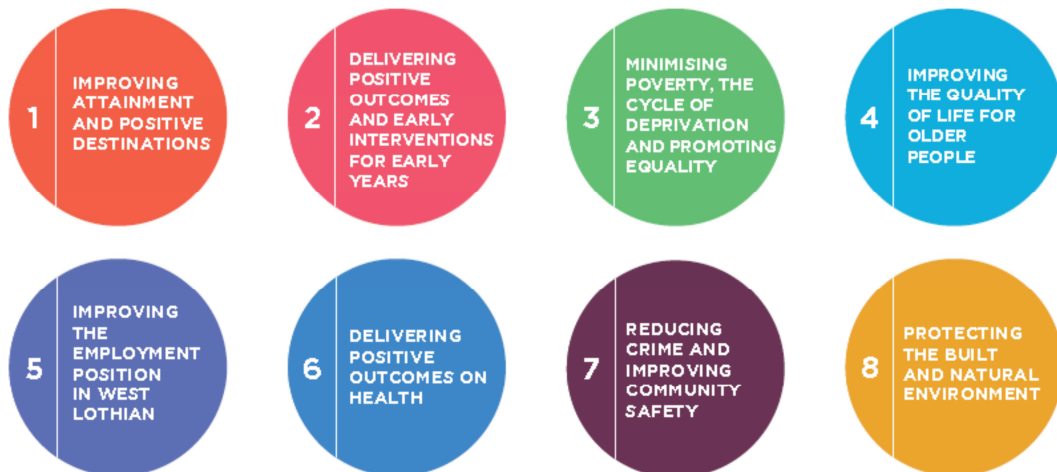 1
IMPROVING
ATTAINMENT
AND POSITIVE
DESTINATIONS
2
DELIVERING
POSITIVE
OUTCOMES
AND EARLY
INTERVENTIONS
FOR EARLY
YEARS
3
MINIMISING
POVERTY, THE
CYCLE OF
DEPRIVATION
AND PROMOTING
EQUALITY
4
IMPROVING
THE QUALITY
OF LIFE FOR
OLDER
PEOPLE
5
IMPROVING
THE
EMPLOYMENT
POSITION
IN WEST
LOTHIAN
6
DELIVERING
POSITIVE
OUTCOMES ON
HEALTH
7
REDUCING
CRIME AND
IMPROVING
COMMUNITY
SAFETY
8
PROTECTING
THE BUILT
AND NATURAL
ENVIRONMENT